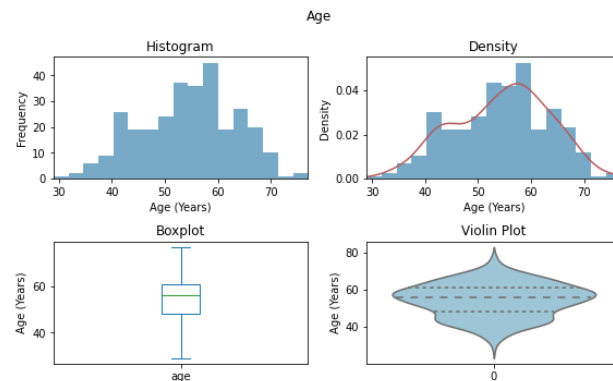 Age
Histogram
Frequency
40
30
20
10
0
30 40 50 60 70
Age (Years)
Density
Density
0.04
0.02
0.00
30 40 50 60 70
Age (Years)
Boxplot
Age (Years)
60
40
age
Violin Plot
Age (Years)
80
60
40
0